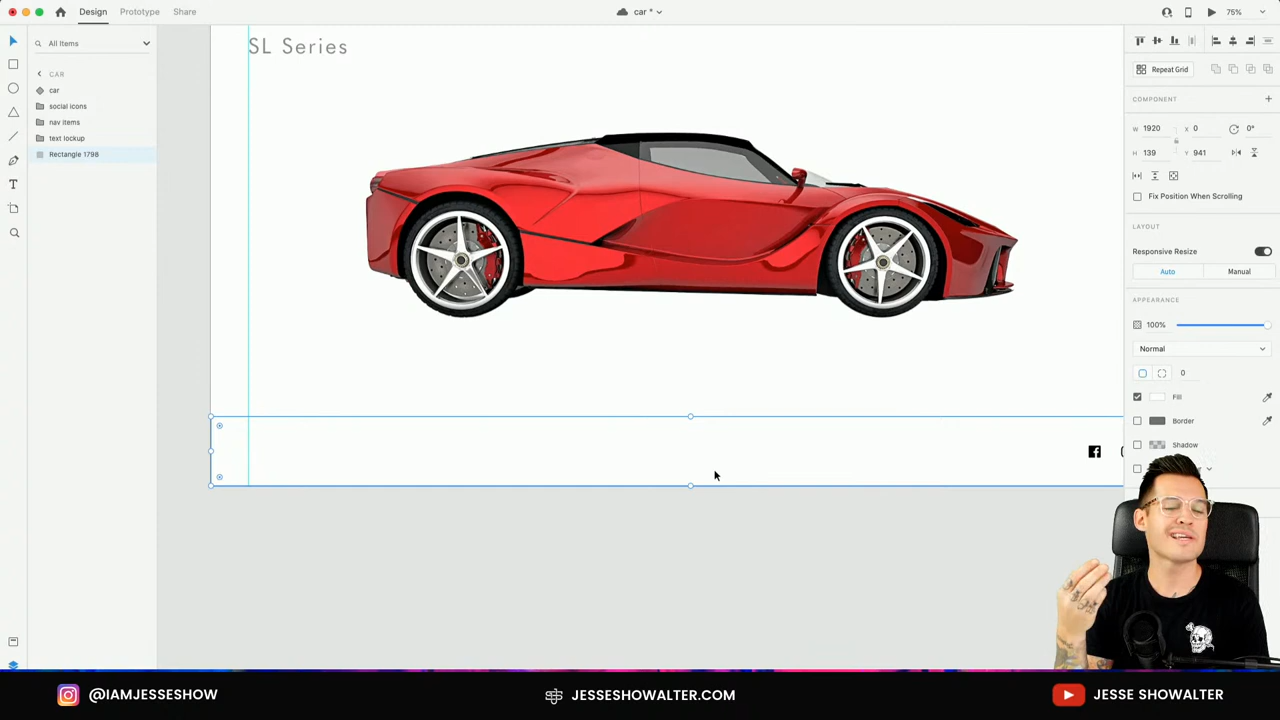 Design
Prototype
Share
car *
75%
All Items
CAR
car
social icons
nav items
text lockup
Rectangle 1798
SL Series
Repeat Grid
COMPONENT
W 1920 X 0 0°
H 139 Y 941
Fix Position When Scrolling
LAYOUT
Responsive Resize
Auto Manual
APPEARANCE
100%
Normal
0
Fill
Border
Shadow
@IAMJESSESHOW
JESSESHOWALTER.COM
JESSE SHOWALTER